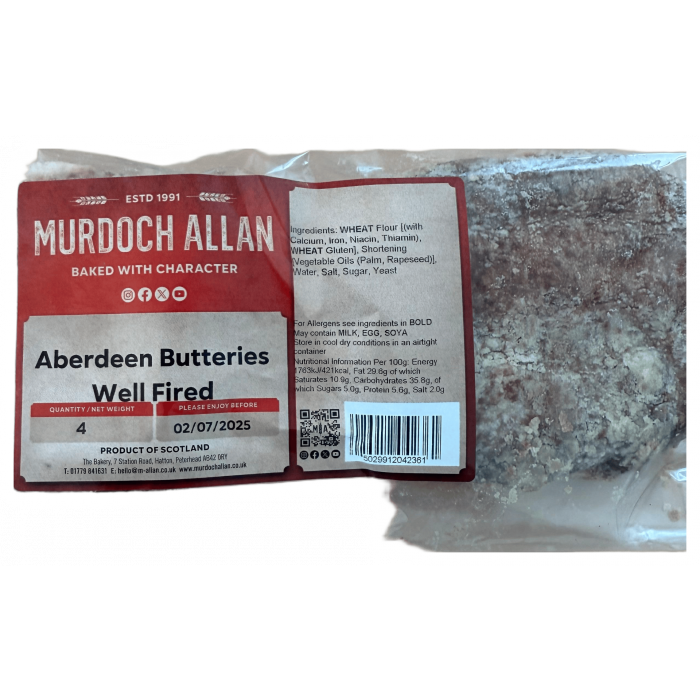 ESTD 1991
MURDOCH ALLAN
BAKED WITH CHARACTER
Aberdeen Butteries
Well Fired
QUANTITY / NET WEIGHT
4
PLEASE ENJOY BEFORE
02/07/2025
PRODUCT OF SCOTLAND
The Bakery, 7 Station Road, Hatton, Peterhead AB42 0RY
T: 01779 841631 E: hello@m-allan.co.uk www.murdochallan.co.uk
Ingredients: WHEAT Flour [(with
Calcium, Iron, Niacin, Thiamin),
WHEAT Gluten], Shortening
[Vegetable Oils (Palm, Rapeseed)],
Water, Salt, Sugar, Yeast
For Allergens see ingredients in BOLD
May contain MILK, EGG, SOYA
Store in cool dry conditions in an airtight
container
Nutritional Information Per 100g: Energy
1763kJ/421kcal, Fat 29.6g of which
Saturates 10.9g, Carbohydrates 35.8g, of
which Sugars 5.0g, Protein 5.6g, Salt 2.0g
5029912042361